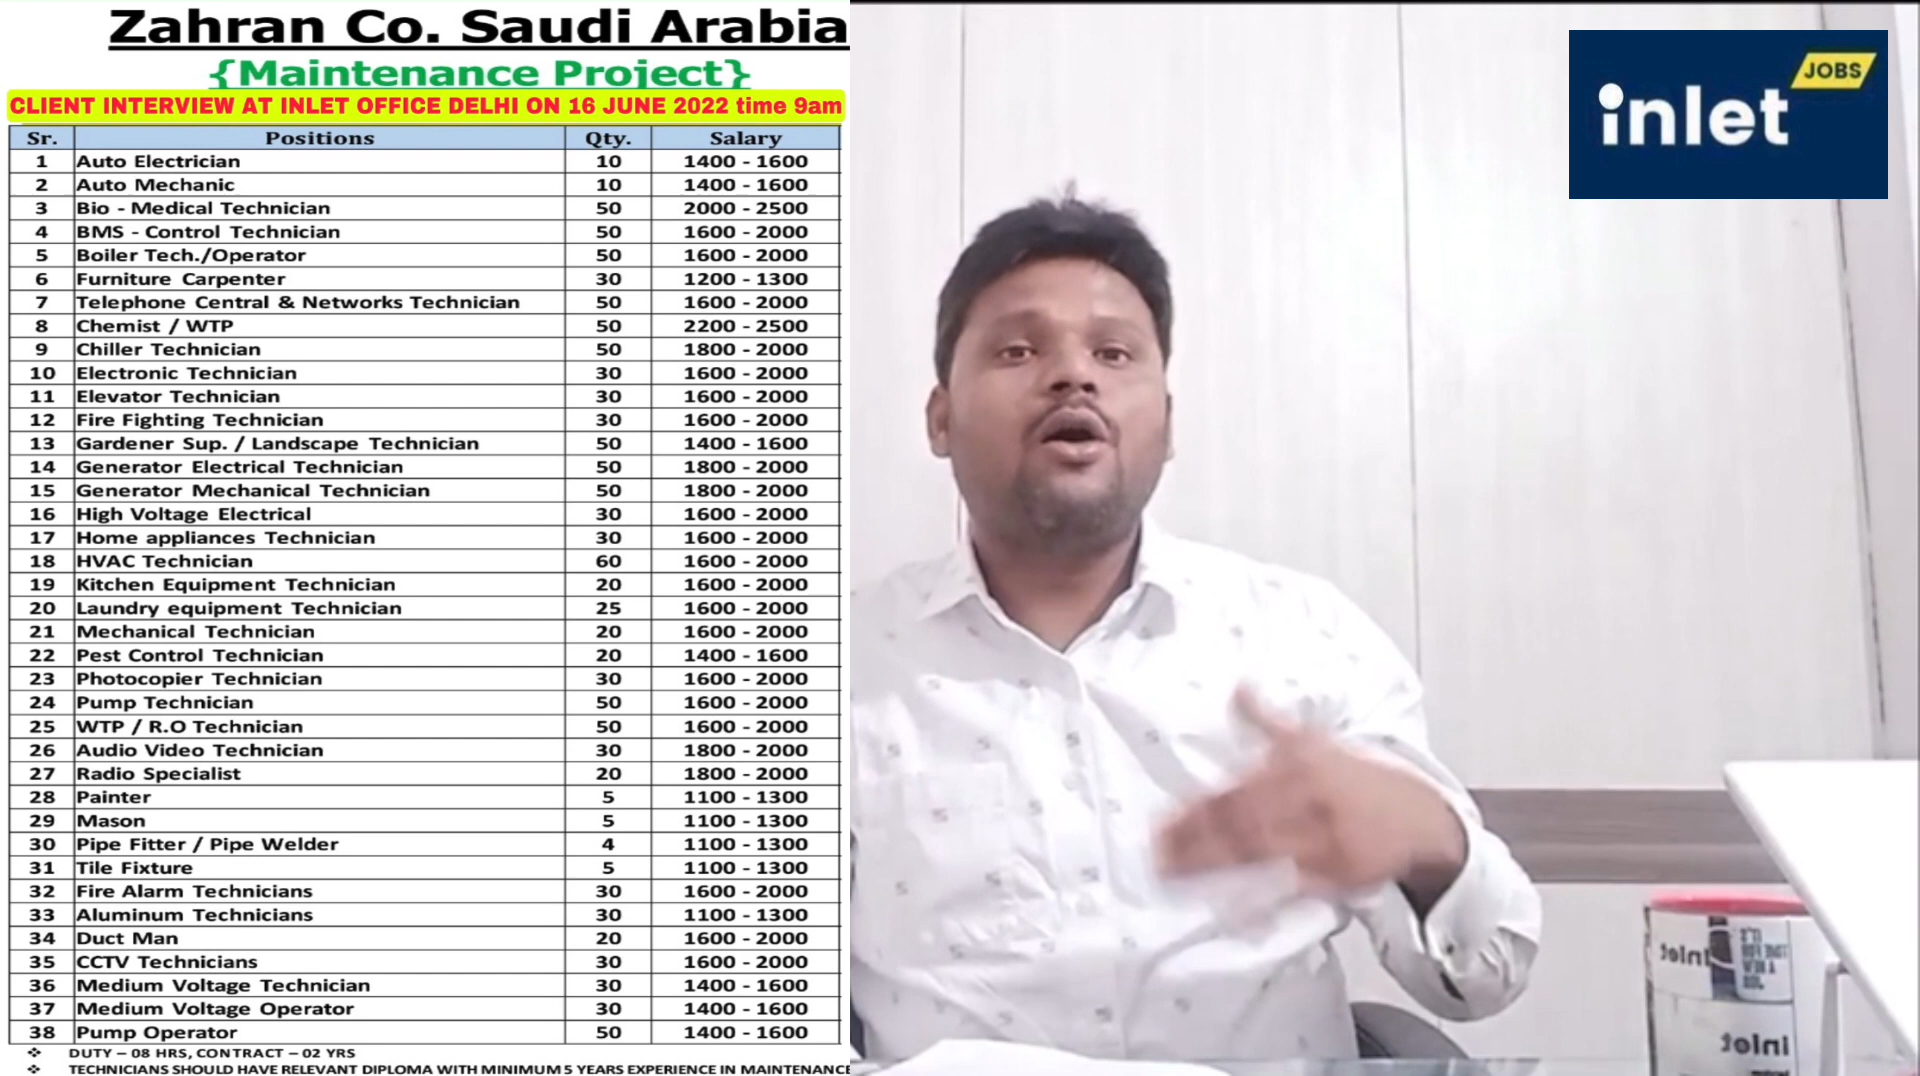 Zahran Co. Saudi Arabia
{Maintenance Project}
CLIENT INTERVIEW AT INLET OFFICE DELHI ON 16 JUNE 2022 time 9am
Sr. Positions Qty. Salary
1 Auto Electrician 10 1400 - 1600
2 Auto Mechanic 10 1400 - 1600
3 Bio - Medical Technician 50 2000 - 2500
4 BMS - Control Technician 50 1600 - 2000
5 Boiler Tech./Operator 50 1600 - 2000
6 Furniture Carpenter 30 1200 - 1300
7 Telephone Central & Networks Technician 50 1600 - 2000
8 Chemist / WTP 50 2200 - 2500
9 Chiller Technician 50 1800 - 2000
10 Electronic Technician 30 1600 - 2000
11 Elevator Technician 30 1600 - 2000
12 Fire Fighting Technician 30 1600 - 2000
13 Gardener Sup. / Landscape Technician 50 1400 - 1600
14 Generator Electrical Technician 50 1800 - 2000
15 Generator Mechanical Technician 50 1800 - 2000
16 High Voltage Electrical 30 1600 - 2000
17 Home appliances Technician 30 1600 - 2000
18 HVAC Technician 60 1600 - 2000
19 Kitchen Equipment Technician 20 1600 - 2000
20 Laundry equipment Technician 25 1600 - 2000
21 Mechanical Technician 20 1600 - 2000
22 Pest Control Technician 20 1400 - 1600
23 Photocopier Technician 30 1600 - 2000
24 Pump Technician 50 1600 - 2000
25 WTP / R.O Technician 50 1600 - 2000
26 Audio Video Technician 30 1800 - 2000
27 Radio Specialist 20 1800 - 2000
28 Painter 5 1100 - 1300
29 Mason 5 1100 - 1300
30 Pipe Fitter / Pipe Welder 4 1100 - 1300
31 Tile Fixture 5 1100 - 1300
32 Fire Alarm Technicians 30 1600 - 2000
33 Aluminum Technicians 30 1100 - 1300
34 Duct Man 20 1600 - 2000
35 CCTV Technicians 30 1600 - 2000
36 Medium Voltage Technician 30 1400 - 1600
37 Medium Voltage Operator 30 1400 - 1600
38 Pump Operator 50 1400 - 1600
❖ DUTY – 08 HRS, CONTRACT – 02 YRS
❖ TECHNICIANS SHOULD HAVE RELEVANT DIPLOMA WITH MINIMUM 5 YEARS EXPERIENCE IN MAINTENANCE
inlet JOBS
inlet
IT'S
TIME FOR
A NEW
JOB
inlet